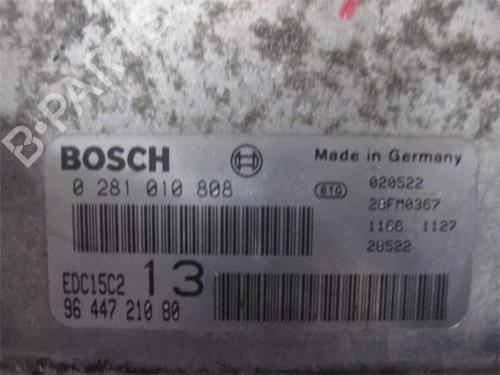 B-PARTS
BOSCH
Made in Germany
0 281 010 808
810
020522
28FM0367
1166 1127
28522
EDC15C2 13
96 447 210 80